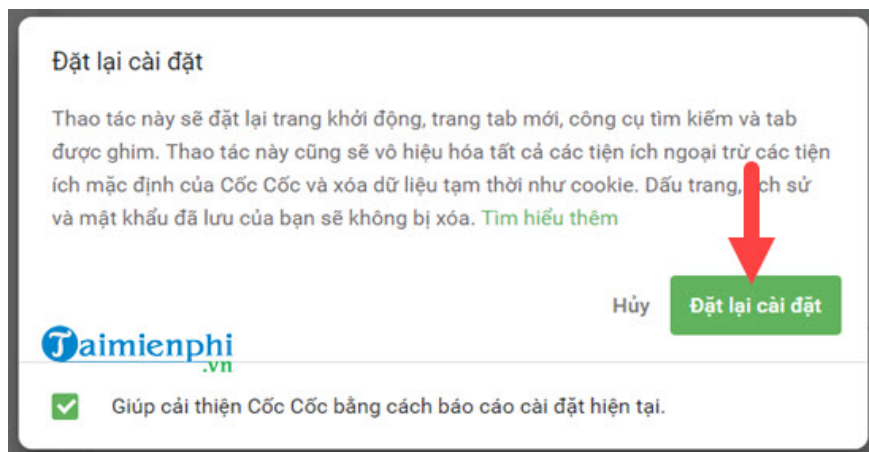 Đặt lại cài đặt
Thao tác này sẽ đặt lại trang khởi động, trang tab mới, công cụ tìm kiếm và tab
được ghim. Thao tác này cũng sẽ vô hiệu hóa tất cả các tiện ích ngoại trừ các tiện
ích mặc định của Cốc Cốc và xóa dữ liệu tạm thời như cookie. Dấu trang, sử
và mật khẩu đã lưu của bạn sẽ không bị xóa. Tìm hiểu thêm
Hủy Đặt lại cài đặt
Taimienphi
.vn
Giúp cải thiện Cốc Cốc bằng cách báo cáo cài đặt hiện tại.